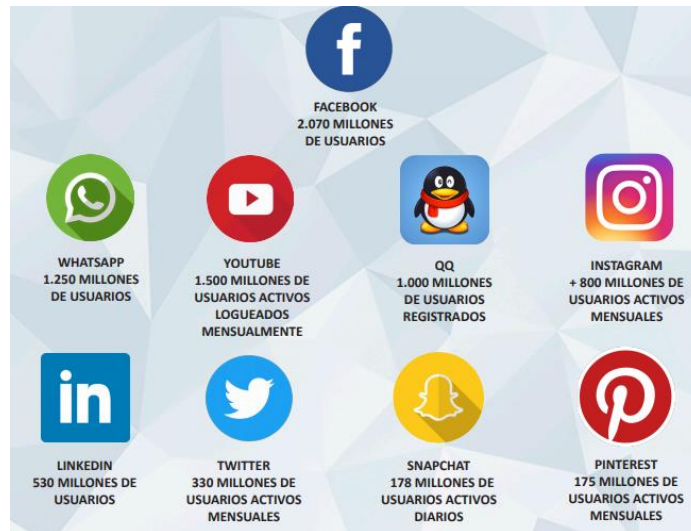 f
FACEBOOK
2.070 MILLONES
DE USUARIOS
WHATSAPP
1.250 MILLONES
DE USUARIOS
YOUTUBE
1.500 MILLONES DE
USUARIOS ACTIVOS
LOGUEADOS
MENSUALMENTE
QQ
1.000 MILLONES
DE USUARIOS
REGISTRADOS
INSTAGRAM
+ 800 MILLONES DE
USUARIOS ACTIVOS
MENSUALES
in
LINKEDIN
530 MILLONES DE
USUARIOS
TWITTER
330 MILLONES DE
USUARIOS ACTIVOS
MENSUALES
SNAPCHAT
178 MILLONES DE
USUARIOS ACTIVOS
DIARIOS
PINTEREST
175 MILLONES DE
USUARIOS ACTIVOS
MENSUALES